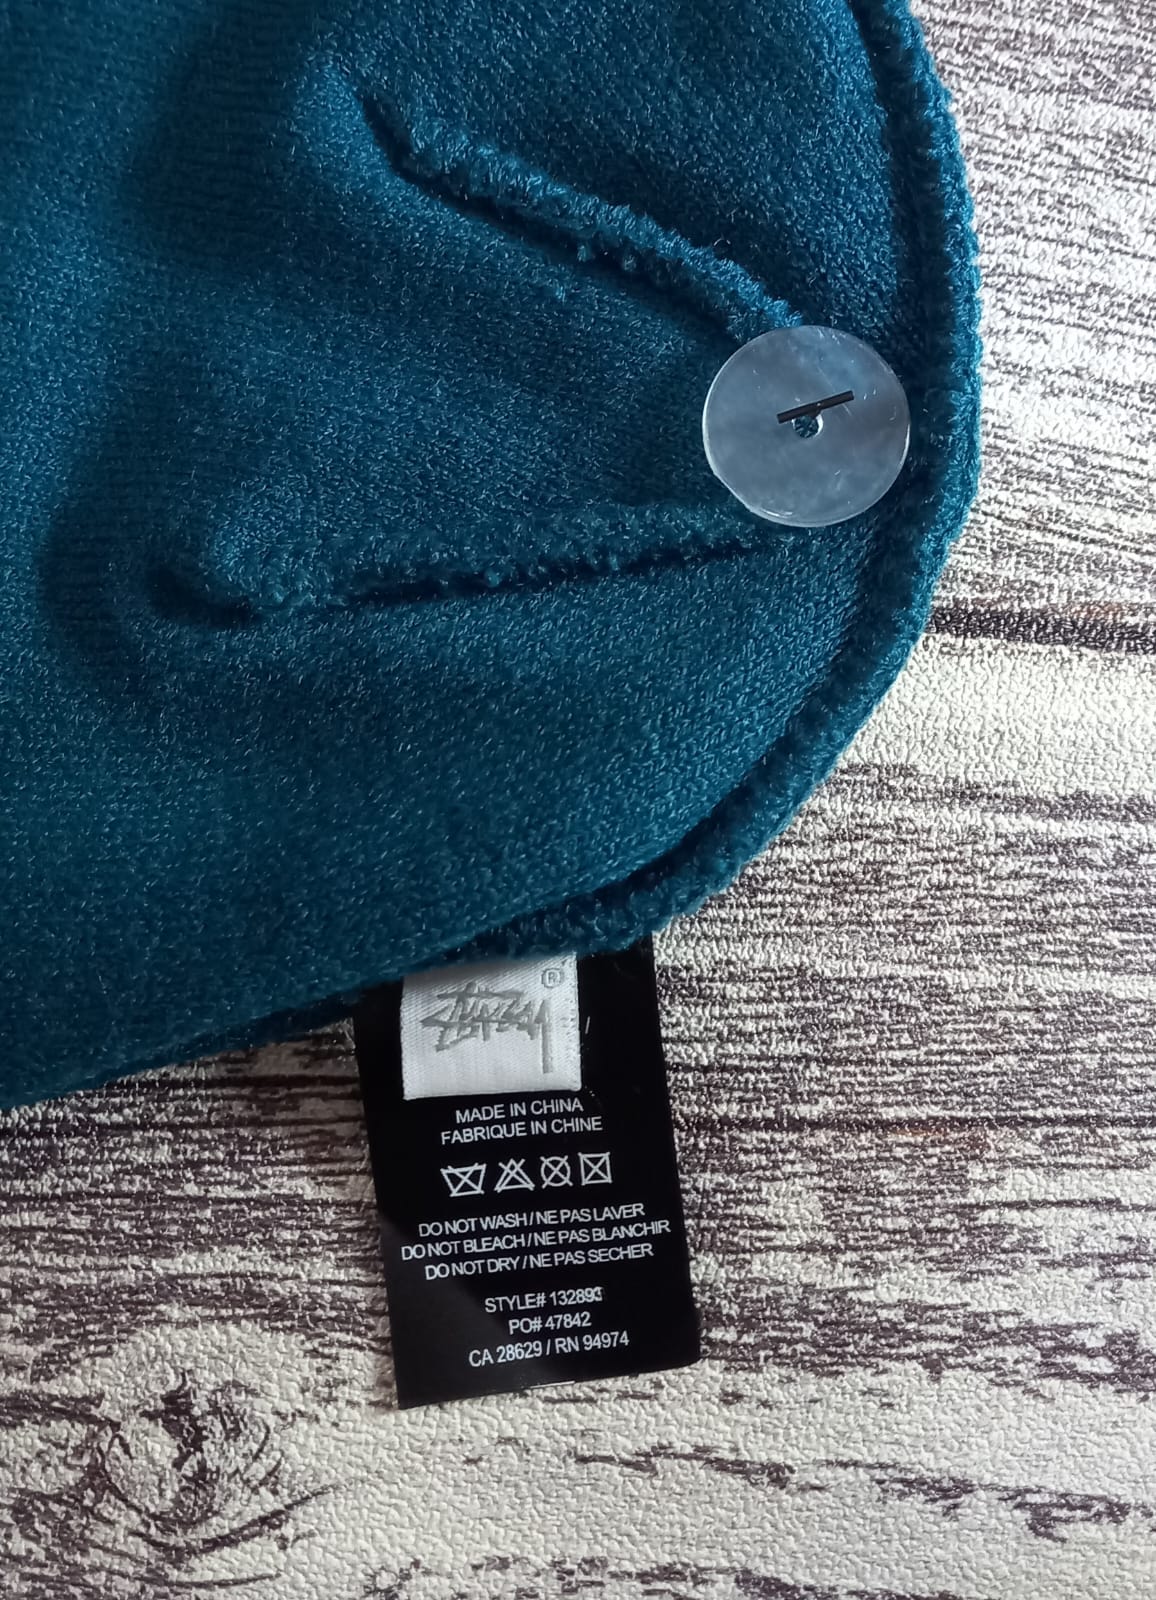 STÜSSY ®
MADE IN CHINA
FABRIQUE IN CHINE
DO NOT WASH / NE PAS LAVER
DO NOT BLEACH / NE PAS BLANCHIR
DO NOT DRY / NE PAS SECHER
STYLE# 132893
PO# 47842
CA 28629 / RN 94974